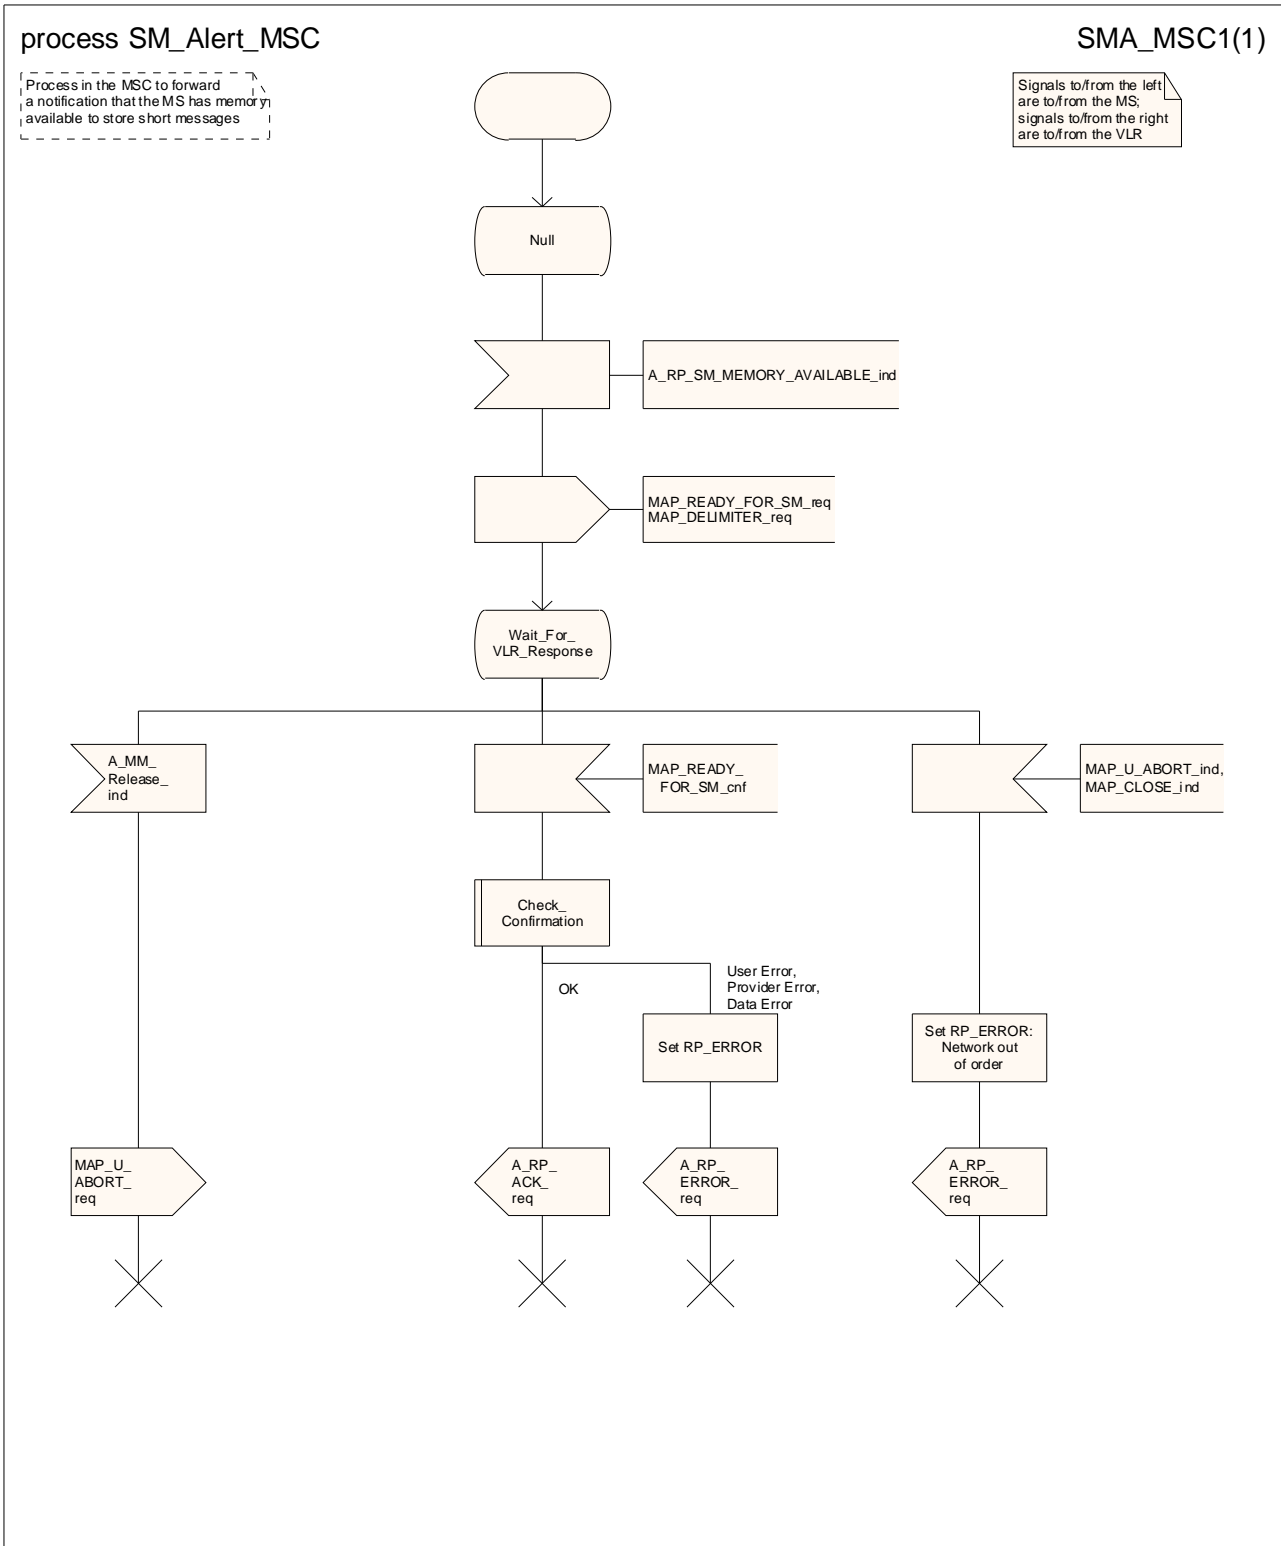 process SM_Alert_MSC
SMA_MSC1(1)
Process in the MSC to forward
a notification that the MS has memory
available to store short messages
Signals to/from the left
are to/from the MS;
signals to/from the right
are to/from the VLR
Null
A_RP_SM_MEMORY_AVAILABLE_ind
MAP_READY_FOR_SM_req
MAP_DELIMITER_req
Wait_For_
VLR_Response
A_MM_
Release_
ind
MAP_READY_
FOR_SM_cnf
MAP_U_ABORT_ind,
MAP_CLOSE_ind
Check_
Confirmation
OK
User Error,
Provider Error,
Data Error
Set RP_ERROR
Set RP_ERROR:
Network out
of order
MAP_U_
ABORT_
req
A_RP_
ACK_
req
A_RP_
ERROR_
req
A_RP_
ERROR_
req